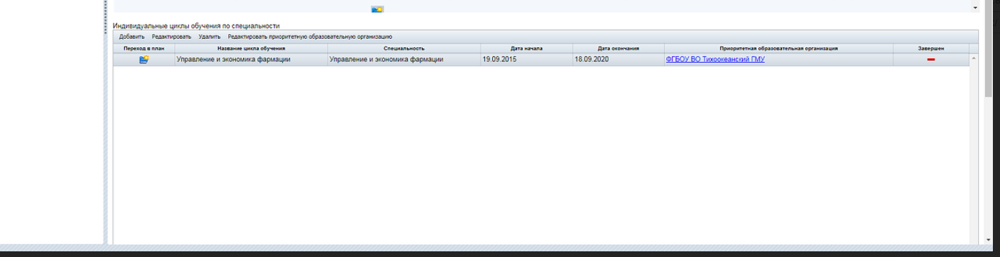 Индивидуальные циклы обучения по специальности
Добавить Редактировать Удалить Редактировать приоритетную образовательную организацию
Переход в план Название цикла обучения Специальность Дата начала Дата окончания Приоритетная образовательная организация Завершен
Управление и экономика фармации Управление и экономика фармации 19.09.2015 18.09.2020 ФГБОУ ВО Тихоокеанский ГМУ